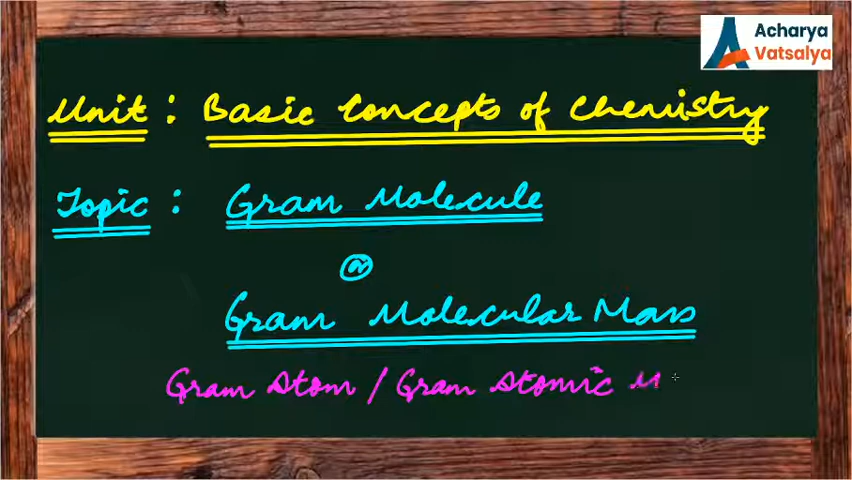 Acharya
Vatsalya
Unit : Basic Concepts of Chemistry
Topic : Gram Molecule
Gram Molecular Mass
Gram Atom / Gram Atomic M